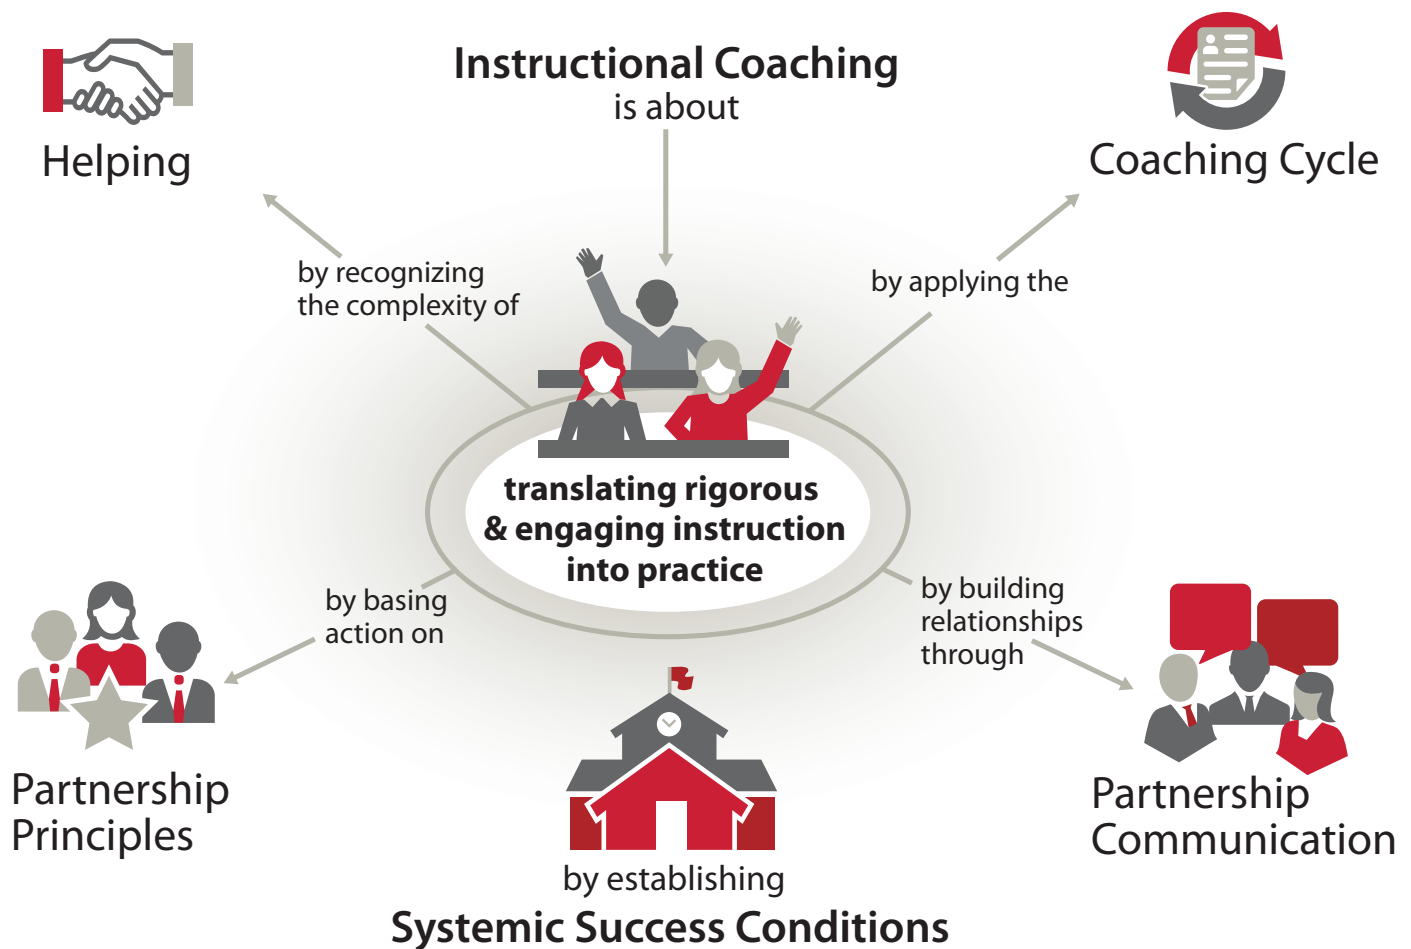 Instructional Coaching
is about
Helping
Coaching Cycle
by recognizing
the complexity of
by applying the
translating rigorous
& engaging instruction
into practice
by basing
action on
by building
relationships
through
Partnership
Principles
Partnership
Communication
by establishing
Systemic Success Conditions